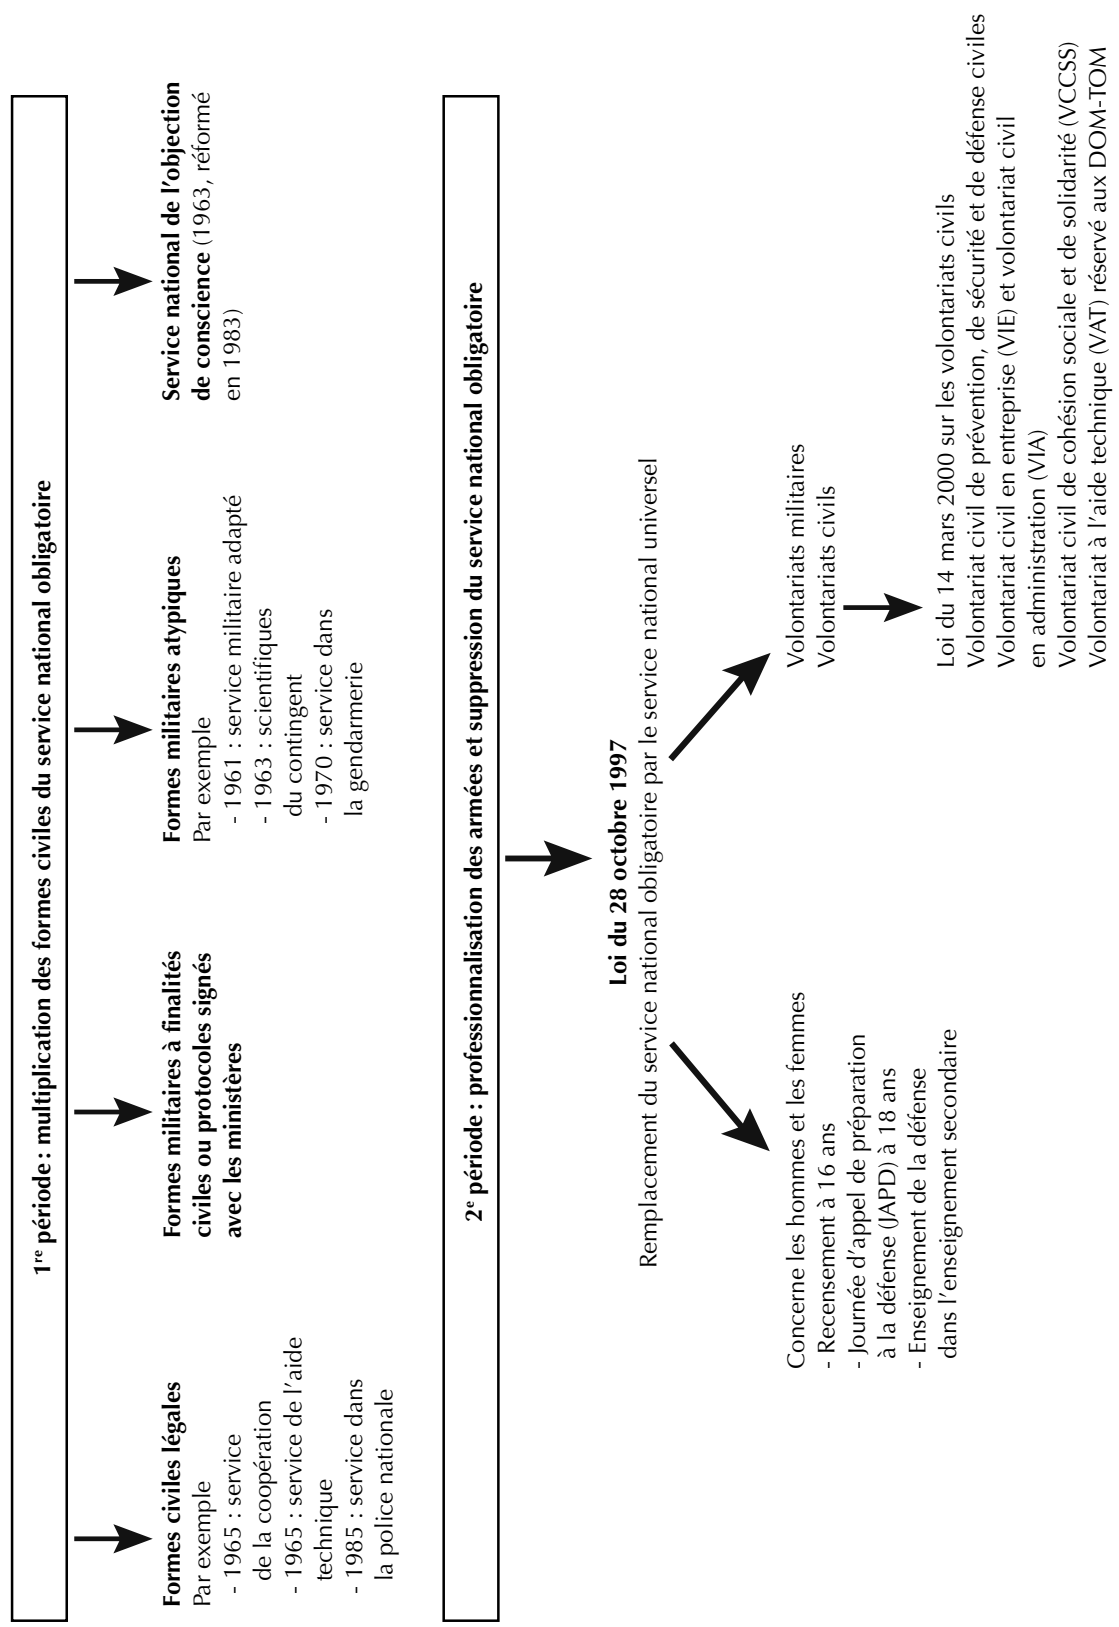 1re période : multiplication des formes civiles du service national obligatoire
Formes civiles légales
Par exemple
- 1965 : service
de la coopération
- 1965 : service de l'aide
technique
- 1985 : service dans
la police nationale
Formes militaires à finalités
civiles ou protocoles signés
avec les ministères
Formes militaires atypiques
Par exemple
- 1961 : service militaire adapté
- 1963 : scientifiques
du contingent
- 1970 : service dans
la gendarmerie
Service national de l'objection
de conscience (1963, réformé
en 1983)
2e période : professionnalisation des armées et suppression du service national obligatoire
Loi du 28 octobre 1997
Remplacement du service national obligatoire par le service national universel
Concerne les hommes et les femmes
- Recensement à 16 ans
- Journée d'appel de préparation
à la défense (JAPD) à 18 ans
- Enseignement de la défense
dans l'enseignement secondaire
Volontariats militaires
Volontariats civils
Loi du 14 mars 2000 sur les volontariats civils
Volontariat civil de prévention, de sécurité et de défense civiles
Volontariat civil en entreprise (VIE) et volontariat civil
en administration (VIA)
Volontariat civil de cohésion sociale et de solidarité (VCCSS)
Volontariat à l'aide technique (VAT) réservé aux DOM-TOM